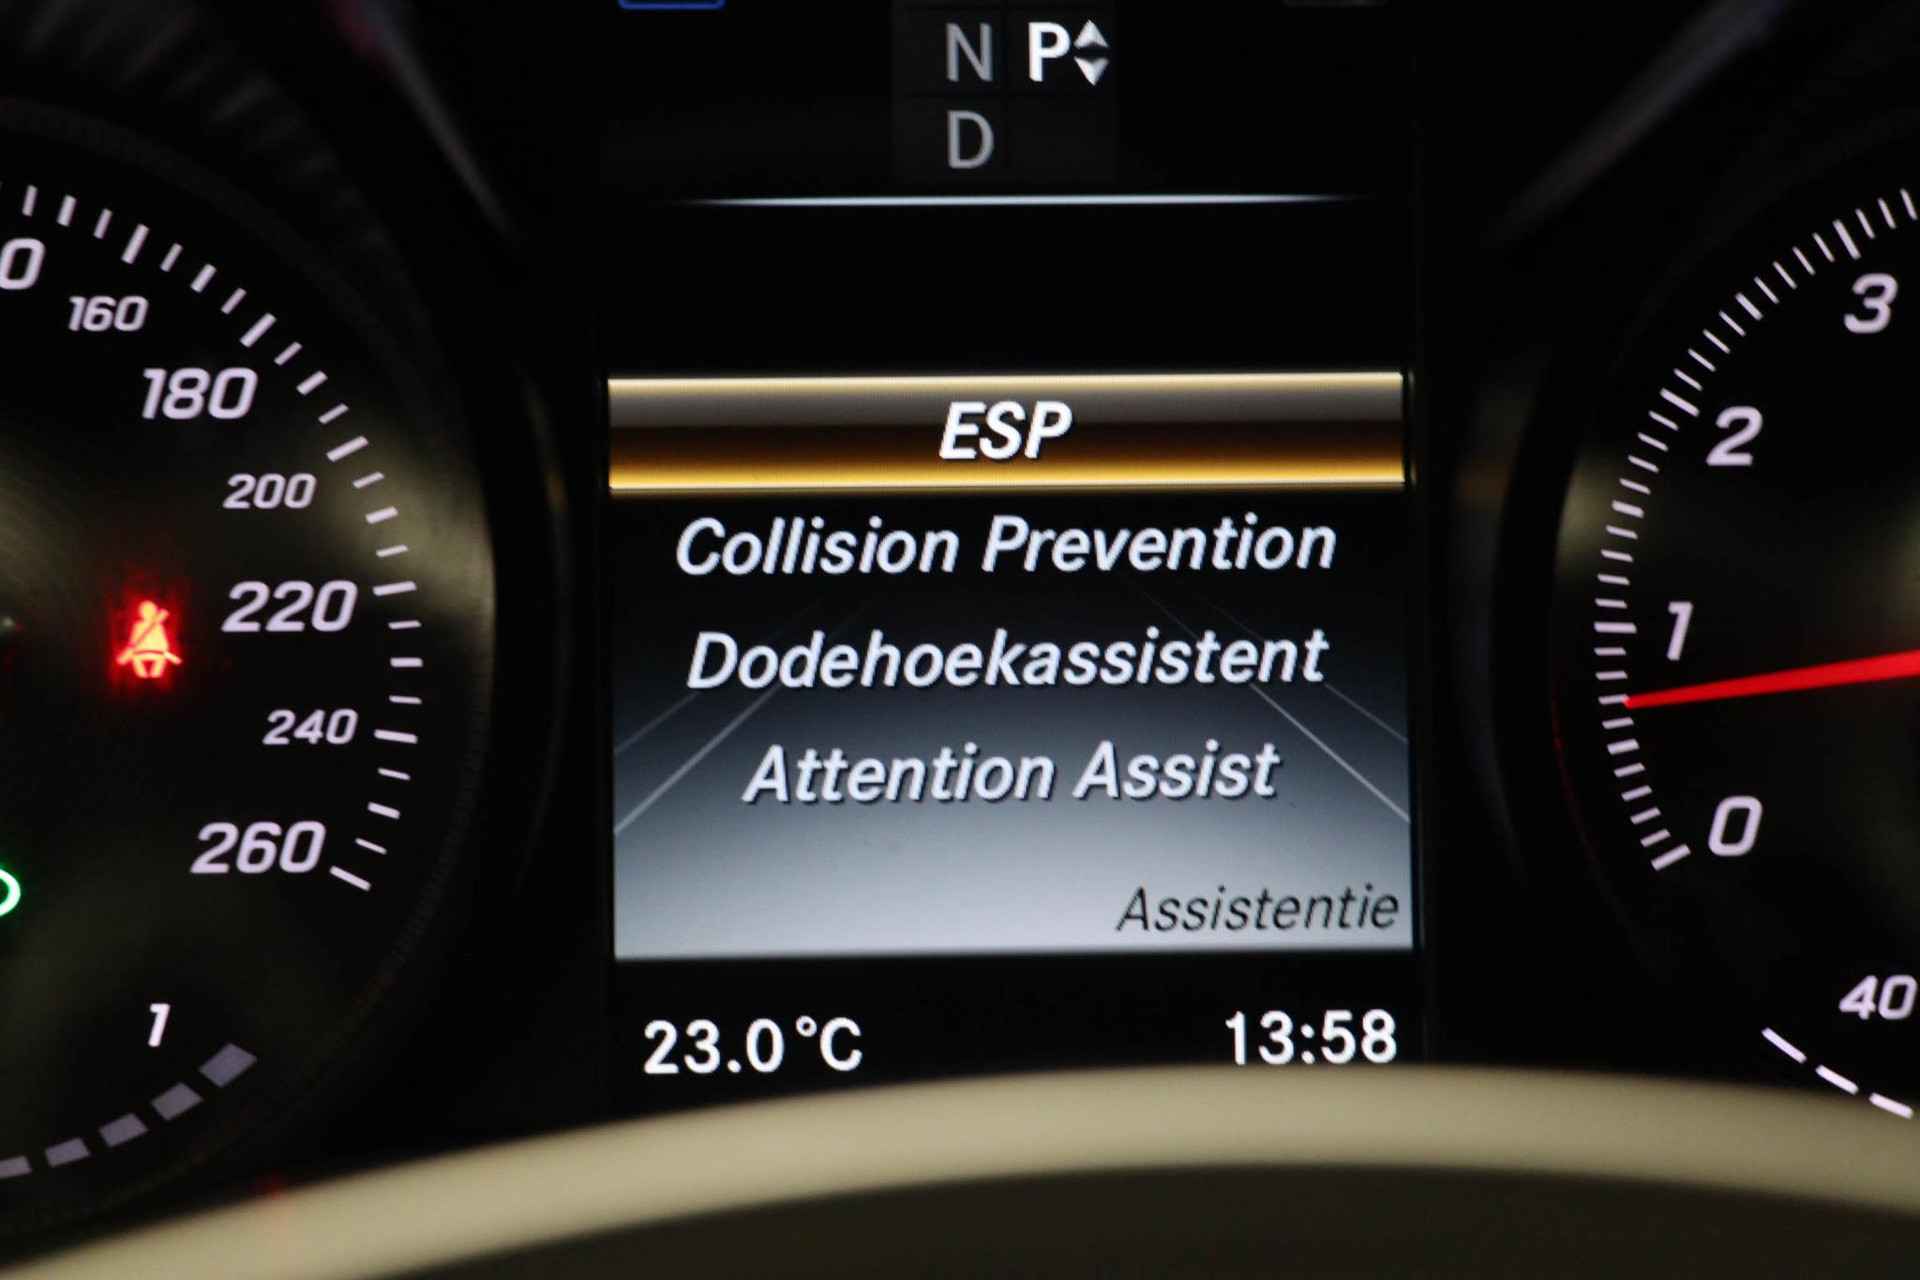 N P
D
160
180
200
220
240
260
1
ESP
Collision Prevention
Dodehoekassistent
Attention Assist
Assistentie
23.0°C 13:58
3
2
1
0
40